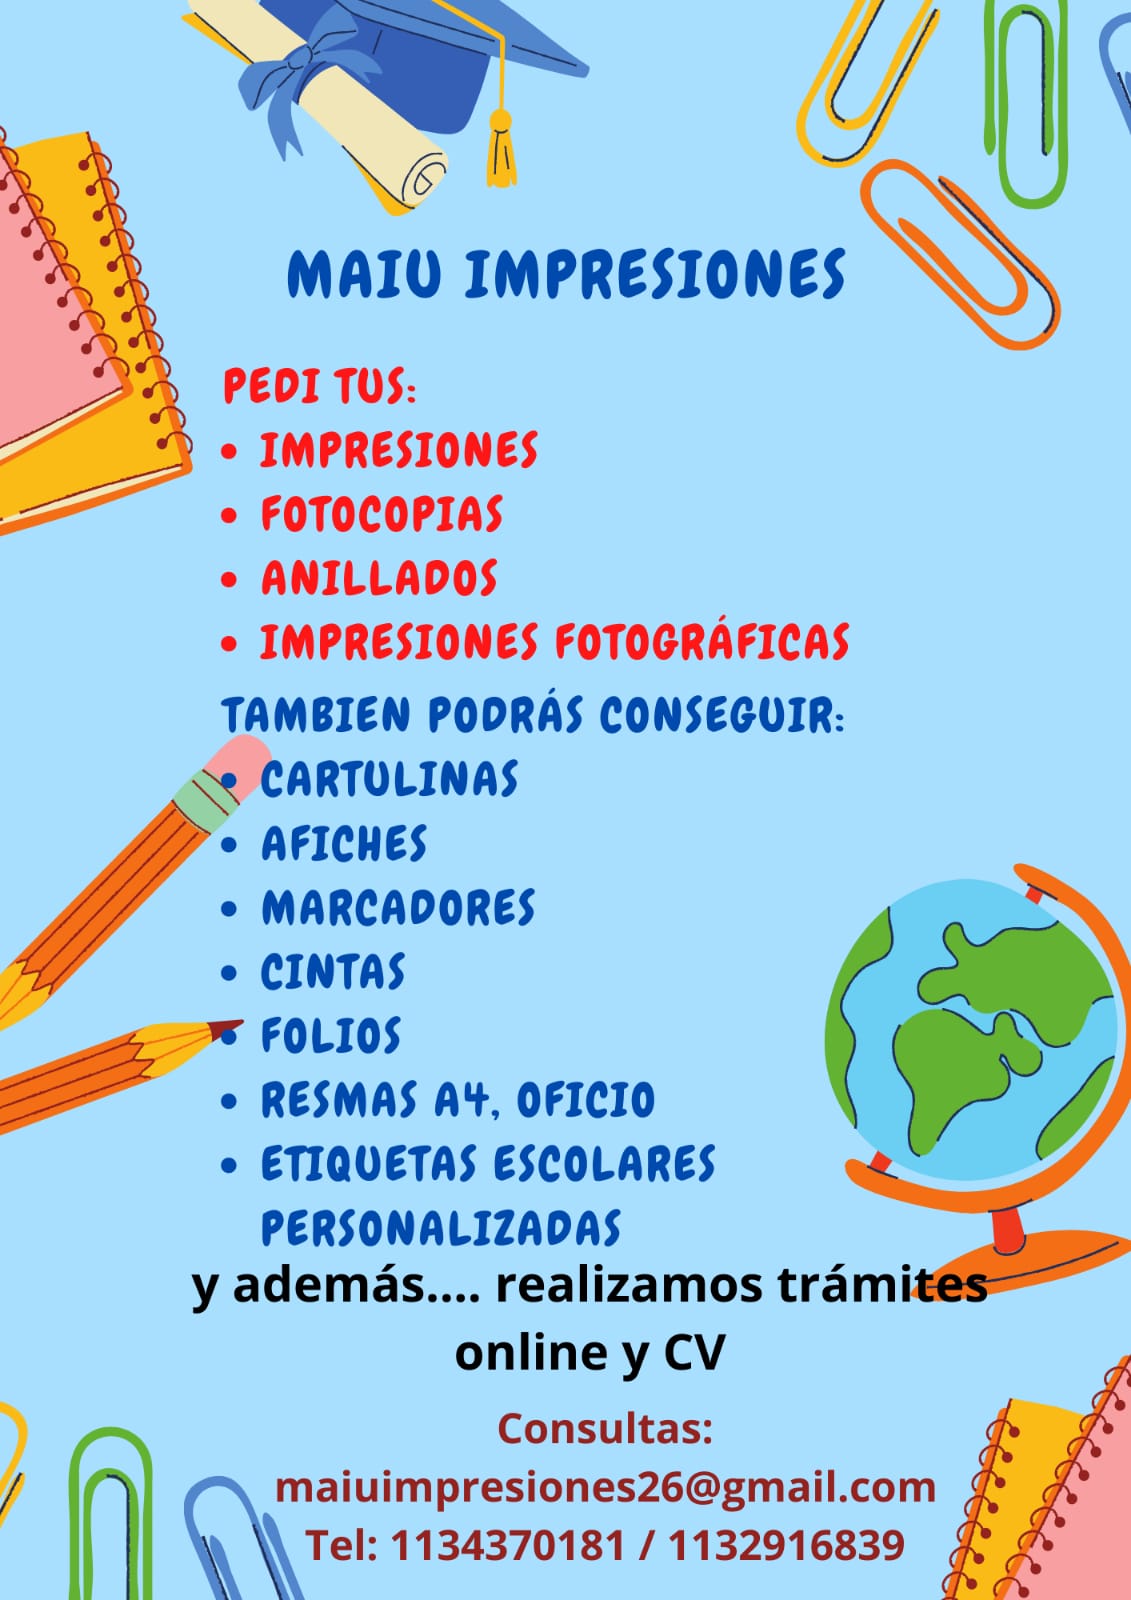 MAIU IMPRESIONES
PEDI TUS:
• IMPRESIONES
• FOTOCOPIAS
• ANILLADOS
• IMPRESIONES FOTOGRÁFICAS
TAMBIEN PODRÁS CONSEGUIR:
• CARTULINAS
• AFICHES
• MARCADORES
• CINTAS
• FOLIOS
• RESMAS A4, OFICIO
• ETIQUETAS ESCOLARES
PERSONALIZADAS
y además.... realizamos trámites
online y CV
Consultas:
maiuimpresiones26@gmail.com
Tel: 1134370181 / 1132916839